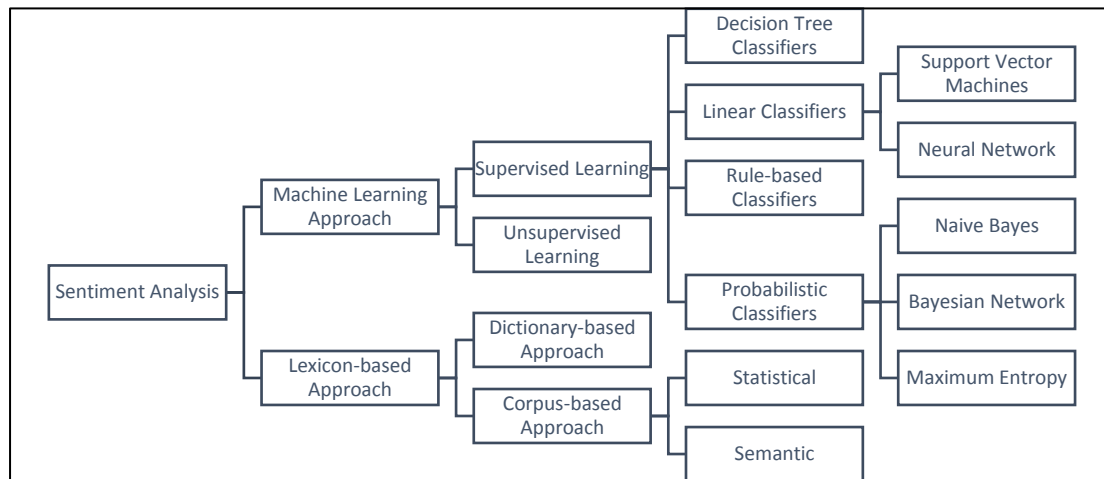 Decision Tree
Classifiers
Support Vector
Machines
Linear Classifiers
Neural Network
Supervised Learning
Rule-based
Classifiers
Machine Learning
Approach
Unsupervised
Learning
Naive Bayes
Sentiment Analysis
Probabilistic
Classifiers
Bayesian Network
Dictionary-based
Approach
Lexicon-based
Approach
Statistical
Maximum Entropy
Corpus-based
Approach
Semantic